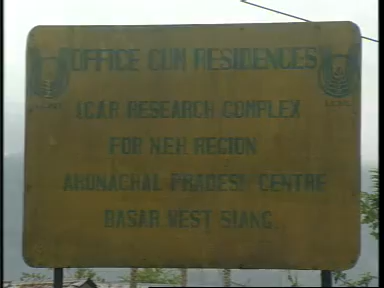 OFFICE CUM RESIDENCES
ICAR RESEARCH COMPLEX
FOR NEH REGION
ARUNACHAL PRADESH CENTRE
BASAR WEST SIANG.